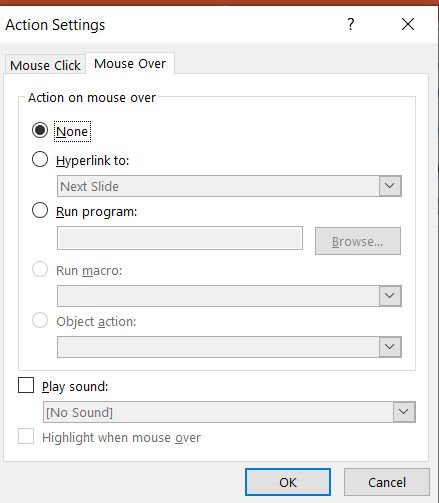 Action Settings
?
Mouse Click
Mouse Over
Action on mouse over
None
Hyperlink to:
Next Slide
Run program:
Browse...
Run macro:
Object action:
Play sound:
[No Sound]
Highlight when mouse over
OK
Cancel